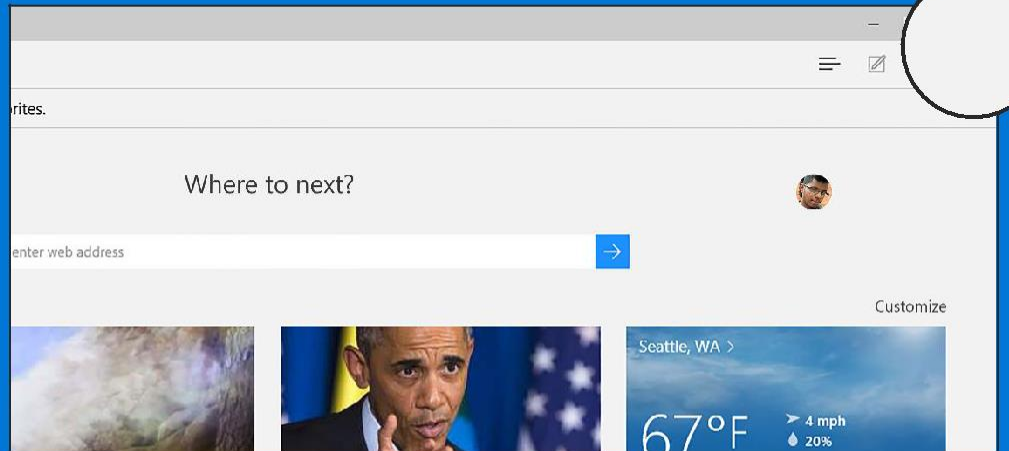 rites.
Where to next?
enter web address
Customize
Seattle, WA >
67°F
4 mph
20%